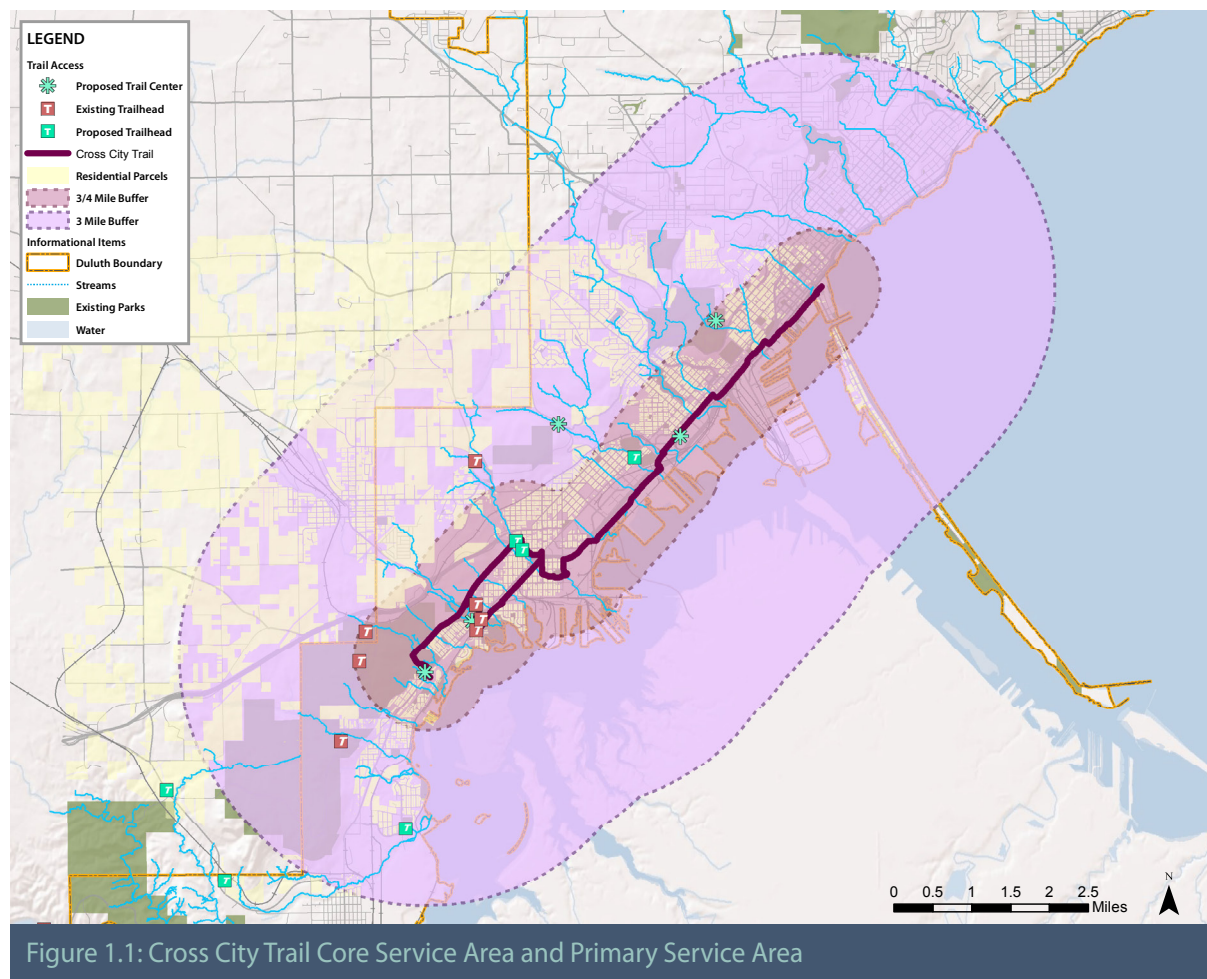 LEGEND
Trail Access
Proposed Trail Center
T Existing Trailhead
T Proposed Trailhead
Cross City Trail
Residential Parcels
3/4 Mile Buffer
3 Mile Buffer
Informational Items
Duluth Boundary
Streams
Existing Parks
Water
T
T
T
T
T
T
T
T
T
T
T
T
T
0 0.5 1 1.5 2 2.5
Miles
N
Figure 1.1: Cross City Trail Core Service Area and Primary Service Area